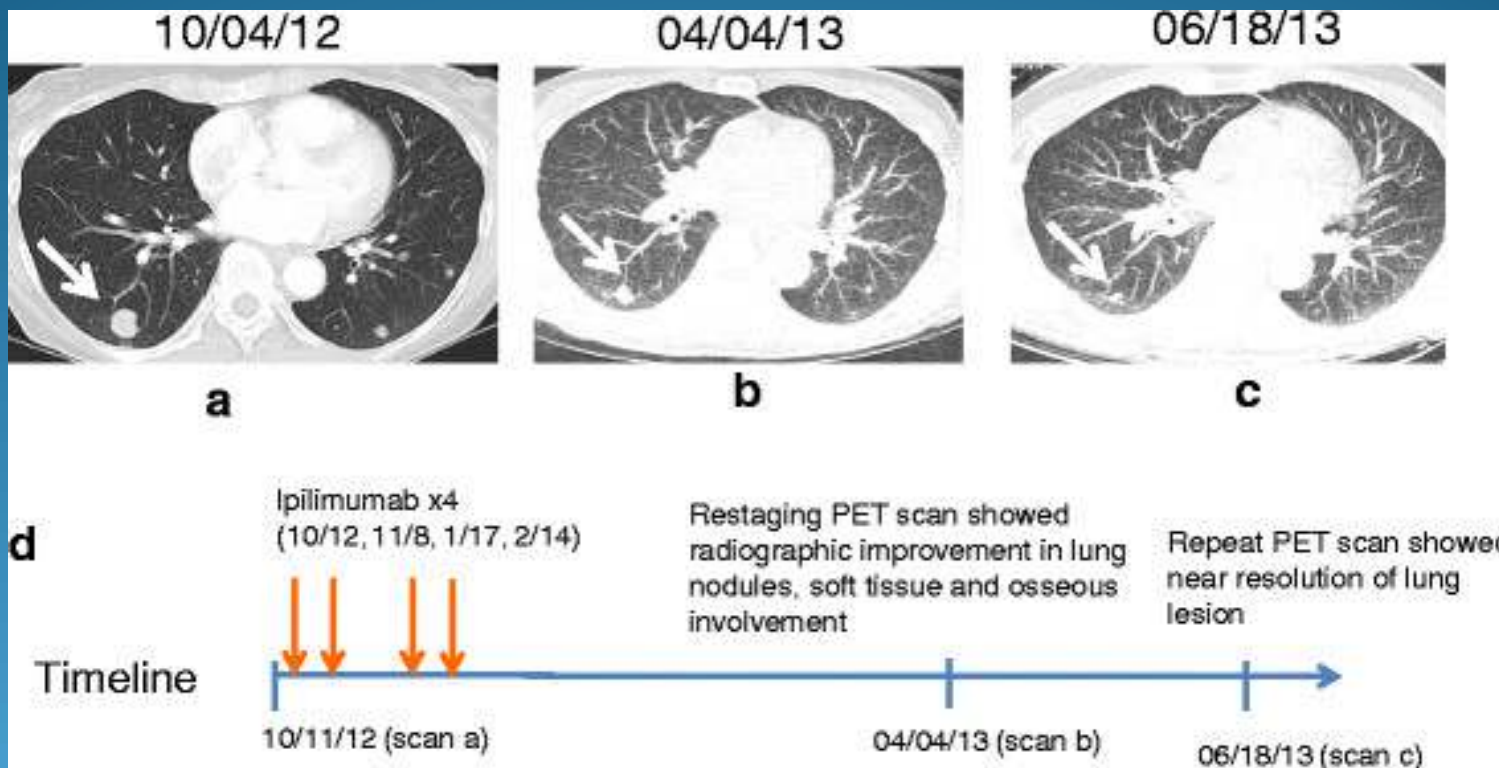 10/04/12
04/04/13
06/18/13
a
b
c
d
Ipilimumab x4
(10/12, 11/8, 1/17, 2/14)
Restaging PET scan showed
radiographic improvement in lung
nodules, soft tissue and osseous
involvement
Repeat PET scan showed
near resolution of lung
lesion
Timeline
10/11/12 (scan a)
04/04/13 (scan b)
06/18/13 (scan c)